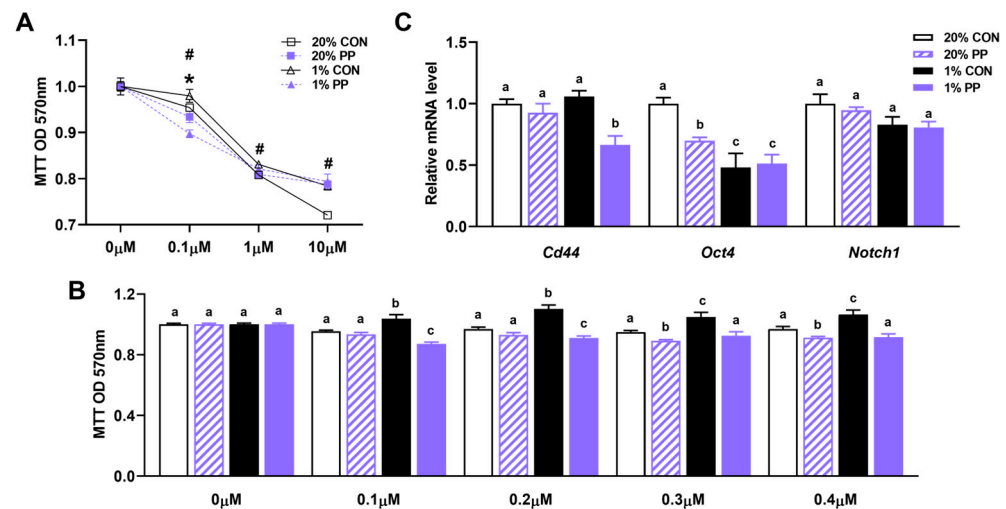 A
20% CON
20% PP
1% CON
1% PP
MTT OD 570nm
1.1
1.0
0.9
0.8
0.7
#
*
#
#
0μM
0.1μM
1μM
10μM
C
20% CON
20% PP
1% CON
1% PP
Relative mRNA level
1.5
1.0
0.5
0.0
a a a b
a b c c
a a a a
Cd44
Oct4
Notch1
B
MTT OD 570nm
1.2
0.8
0.4
0.0
a a a a
a a b c
a a b c
a b c a
a b c a
0μM
0.1μM
0.2μM
0.3μM
0.4μM